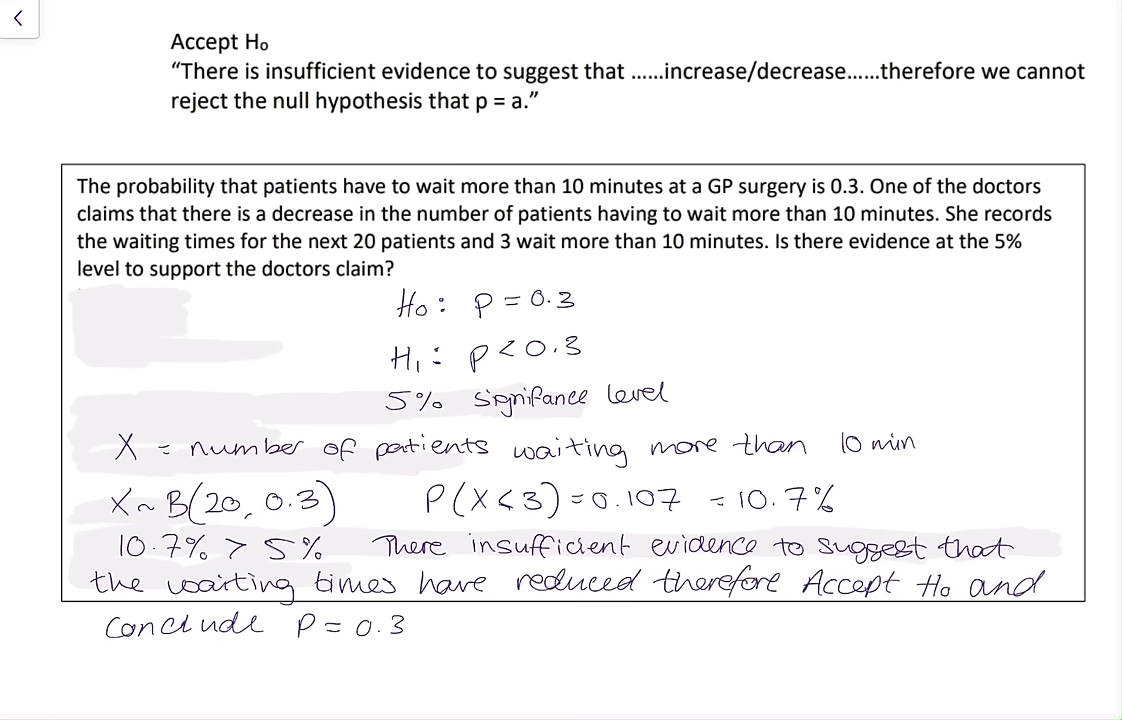 Accept H₀
“There is insufficient evidence to suggest that ......increase/decrease......therefore we cannot
reject the null hypothesis that p = a.”
The probability that patients have to wait more than 10 minutes at a GP surgery is 0.3. One of the doctors
claims that there is a decrease in the number of patients having to wait more than 10 minutes. She records
the waiting times for the next 20 patients and 3 wait more than 10 minutes. Is there evidence at the 5%
level to support the doctors claim?
H₀ : p = 0.3
H₁ : p < 0.3
5% signifance level
X = number of patients waiting more than 10 min
X ~ B(20, 0.3) P(X < 3) = 0.107 = 10.7%
10.7% > 5% There insufficient evidence to suggest that
the waiting times have reduced therefore Accept H₀ and
conclude p = 0.3